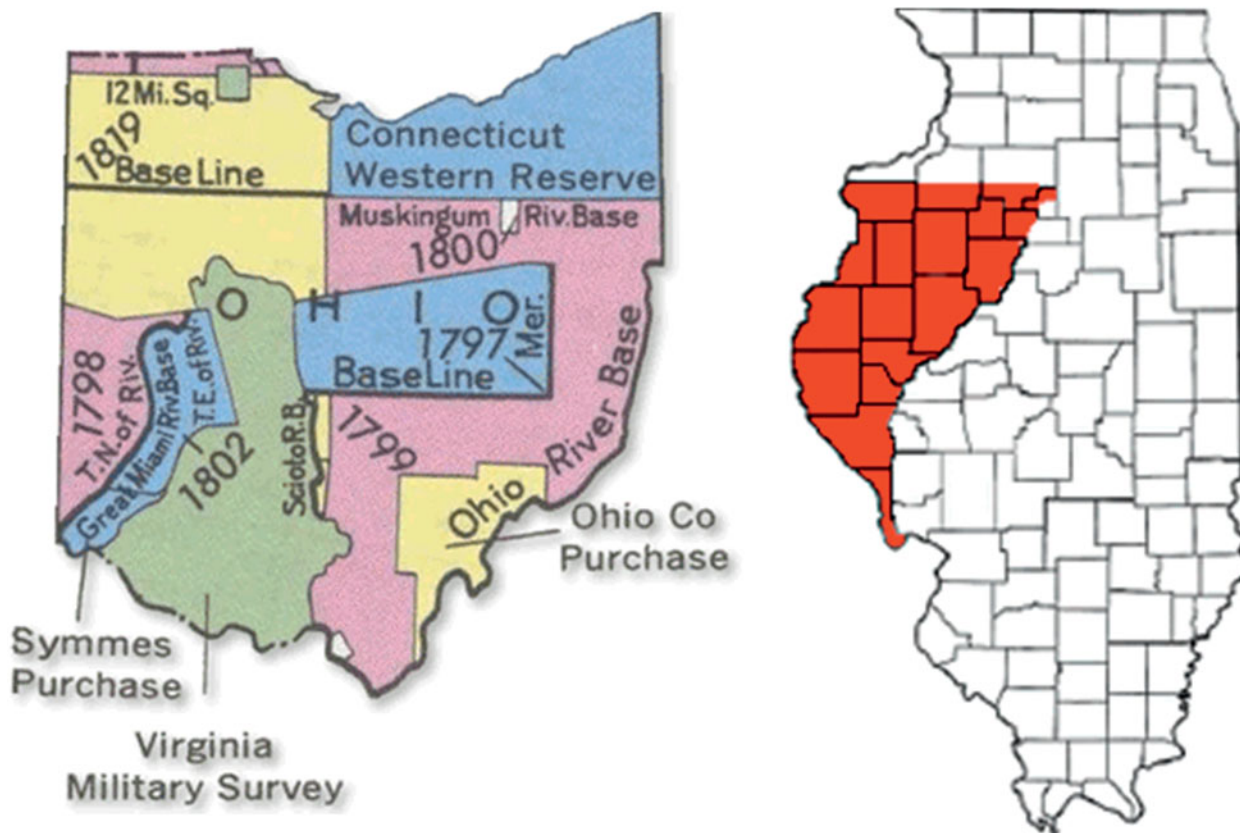 12 Mi. Sq.
1819
Base Line
Connecticut
Western Reserve
Muskingum Riv. Base
1800
O H I O
1797
Mer.
Base Line
1798
T.N. of Riv.
Great Miami Riv. Base
T.E. of Riv.
1802
Scioto R.B.
1799
River Base
Ohio
Ohio Co
Purchase
Symmes
Purchase
Virginia
Military Survey